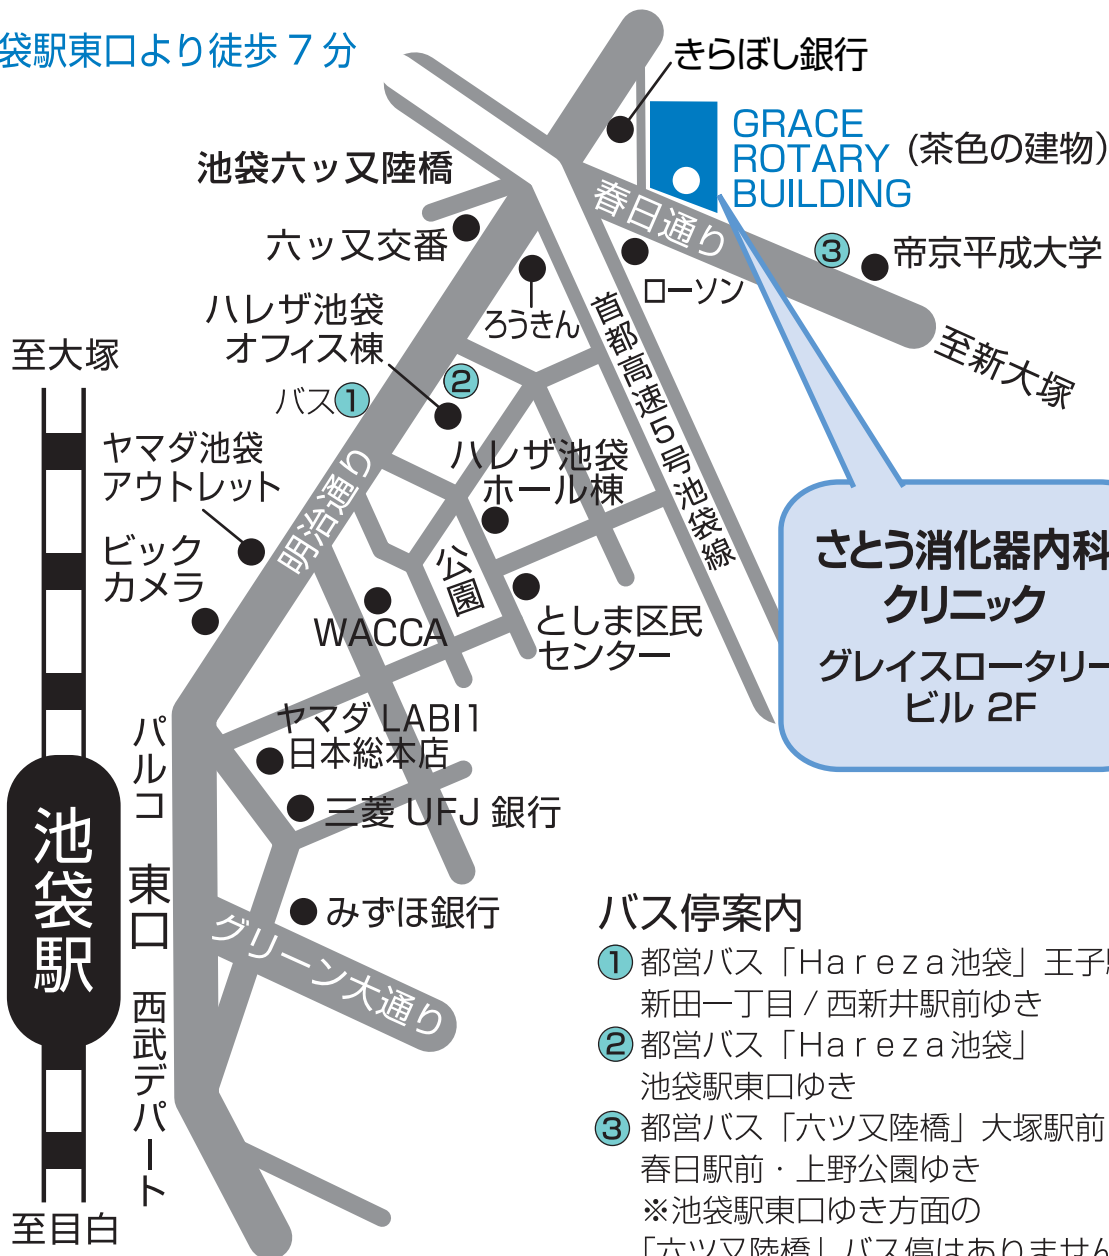 袋駅東口より徒歩 7 分
きらぼし銀行
GRACE
ROTARY
BUILDING
(茶色の建物)
池袋六ッ又陸橋
春日通り
六ッ又交番
③
帝京平成大学
ローソン
ハレザ池袋
オフィス棟
ろうきん
首都高速5号池袋線
至新大塚
至大塚
バス①
②
ヤマダ池袋
アウトレット
明治通り
ハレザ池袋
ホール棟
ビック
カメラ
公園
WACCA
としま区民
センター
さとう消化器内科
クリニック
グレイスロータリー
ビル 2F
パルコ
ヤマダ LABI1
日本総本店
三菱 UFJ 銀行
池袋駅
東口
みずほ銀行
グリーン大通り
西武デパート
至目白
バス停案内
① 都営バス「Hareza池袋」王子
新田一丁目 / 西新井駅前ゆき
② 都営バス「Hareza池袋」
池袋駅東口ゆき
③ 都営バス「六ツ又陸橋」大塚駅前
春日駅前・上野公園ゆき
※池袋駅東口ゆき方面の
「六ツ又陸橋」バス停はありません